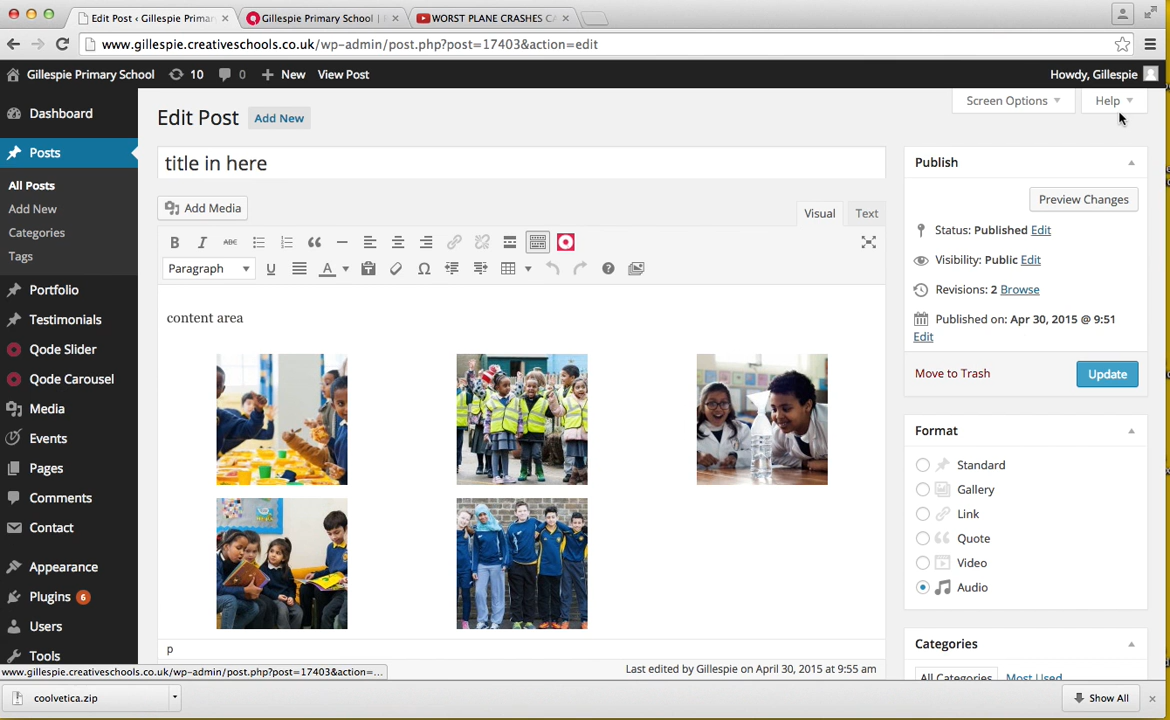 Edit Post ‹ Gillespie Primar
Gillespie Primary School |
WORST PLANE CRASHES CA
www.gillespie.creativeschools.co.uk/wp-admin/post.php?post=17403&action=edit
Gillespie Primary School
10
0
New
View Post
Howdy, Gillespie
Dashboard
Posts
All Posts
Add New
Categories
Tags
Portfolio
Testimonials
Qode Slider
Qode Carousel
Media
Events
Pages
Comments
Contact
Appearance
Plugins 6
Users
Tools
Screen Options
Help
Edit Post
Add New
title in here
Add Media
Visual
Text
B I ABC
Paragraph
U A Ω
content area
p
Last edited by Gillespie on April 30, 2015 at 9:55 am
Publish
Preview Changes
Status: Published Edit
Visibility: Public Edit
Revisions: 2 Browse
Published on: Apr 30, 2015 @ 9:51
Edit
Move to Trash
Update
Format
Standard
Gallery
Link
Quote
Video
Audio
Categories
All Categories
Most Used
www.gillespie.creativeschools.co.uk/wp-admin/post.php?post=17403&action=...
coolvetica.zip
Show All